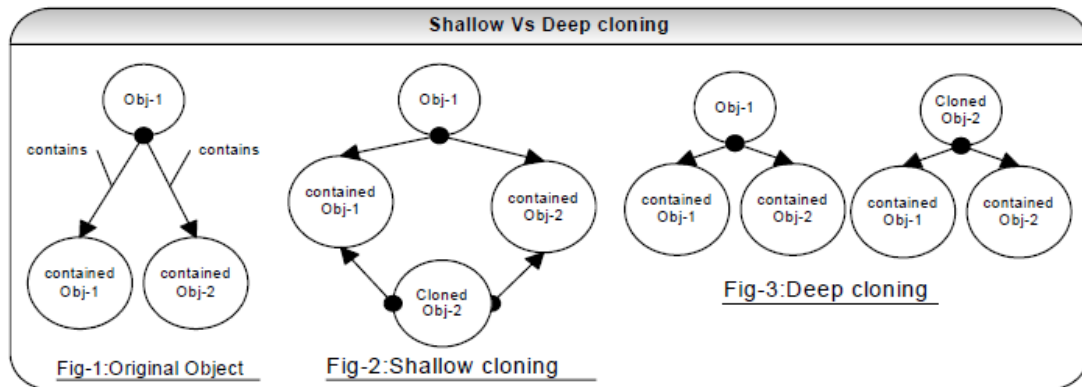 Shallow Vs Deep cloning
Obj-1
contains
contains
contained
Obj-1
contained
Obj-2
Fig-1:Original Object
Obj-1
contained
Obj-1
contained
Obj-2
Cloned
Obj-2
Fig-2:Shallow cloning
Obj-1
contained
Obj-1
contained
Obj-2
Cloned
Obj-2
contained
Obj-1
contained
Obj-2
Fig-3:Deep cloning